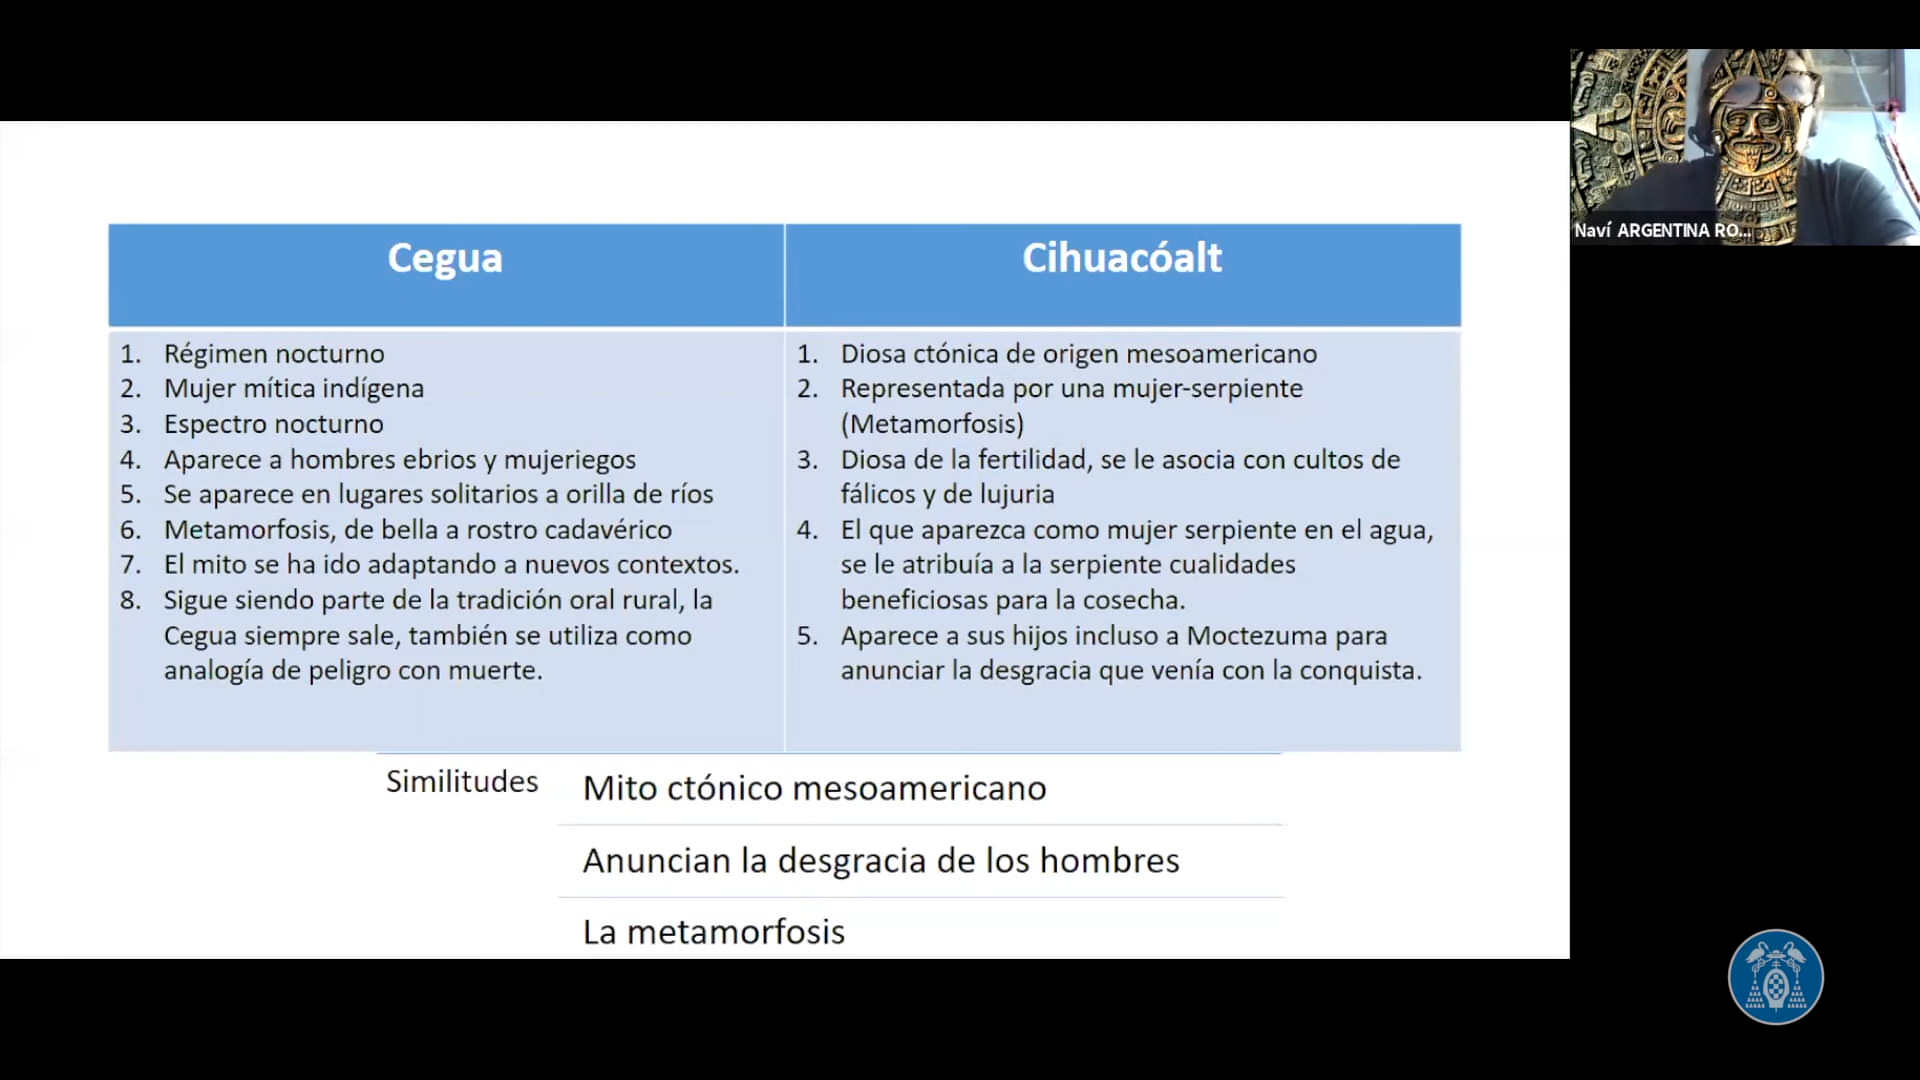 Cegua
Cihuacóalt
1. Régimen nocturno
2. Mujer mítica indígena
3. Espectro nocturno
4. Aparece a hombres ebrios y mujeriegos
5. Se aparece en lugares solitarios a orilla de ríos
6. Metamorfosis, de bella a rostro cadavérico
7. El mito se ha ido adaptando a nuevos contextos.
8. Sigue siendo parte de la tradición oral rural, la
Cegua siempre sale, también se utiliza como
analogía de peligro con muerte.
1. Diosa ctónica de origen mesoamericano
2. Representada por una mujer-serpiente
(Metamorfosis)
3. Diosa de la fertilidad, se le asocia con cultos de
fálicos y de lujuria
4. El que aparezca como mujer serpiente en el agua,
se le atribuía a la serpiente cualidades
beneficiosas para la cosecha.
5. Aparece a sus hijos incluso a Moctezuma para
anunciar la desgracia que venía con la conquista.
Similitudes
Mito ctónico mesoamericano
Anuncian la desgracia de los hombres
La metamorfosis
Naví ARGENTINA RO...